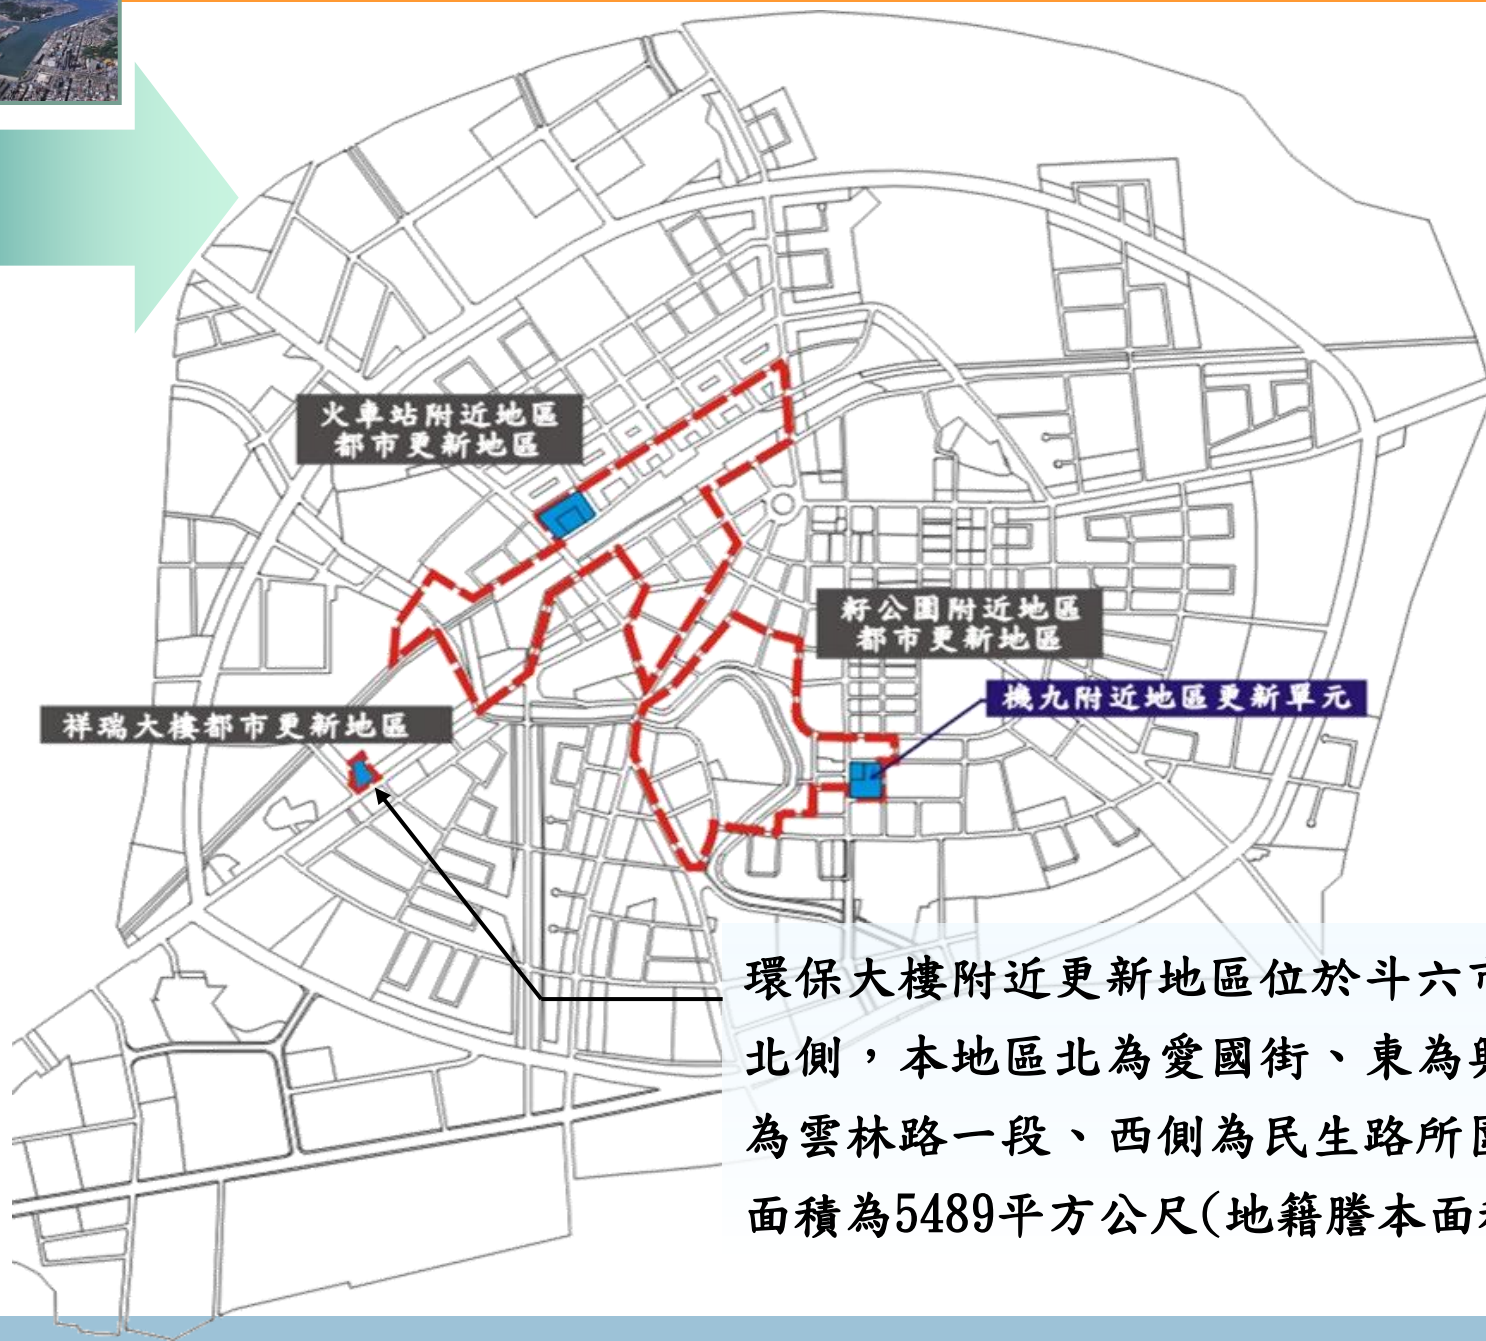 火車站附近地區
都市更新地區
籽公園附近地區
都市更新地區
機九附近地區更新單元
祥瑞大樓都市更新地區
環保大樓附近更新地區位於斗六市
北側，本地區北為愛國街、東為興
為雲林路一段、西側為民生路所圍
面積為5489平方公尺(地籍謄本面積